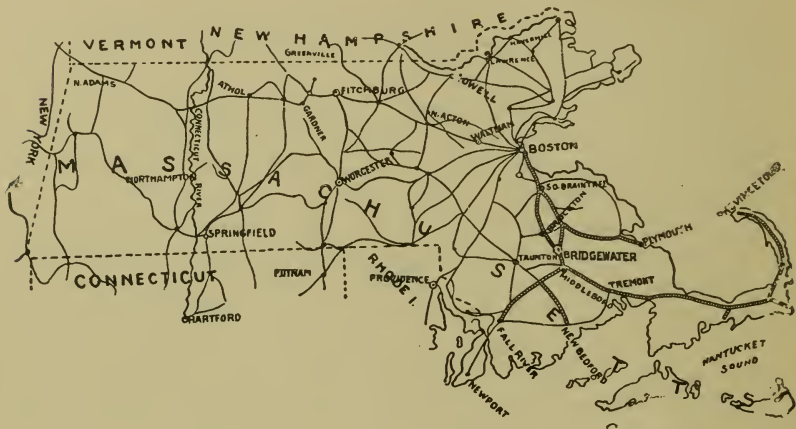 VERMONT
NEW HAMPSHIRE
GREENVILLE
HAVERHILL
LAWRENCE
LOWELL
N. ADAMS
ATHOL
FITCHBURG
GARDNER
N. ACTON
WALTHAM
BOSTON
NEW YORK
CONNECTICUT RIVER
MASSACHUSETTS
NORTHAMPTON
WORCESTER
SO. BRAINTREE
SPRINGFIELD
PLYMOUTH
TAUNTON
BRIDGEWATER
MIDDLEBORO
TREMONT
CONNECTICUT
PUTNAM
RHODE I.
PROVIDENCE
HARTFORD
FALL RIVER
NEW BEDFORD
NEWPORT
NANTUCKET
SOUND